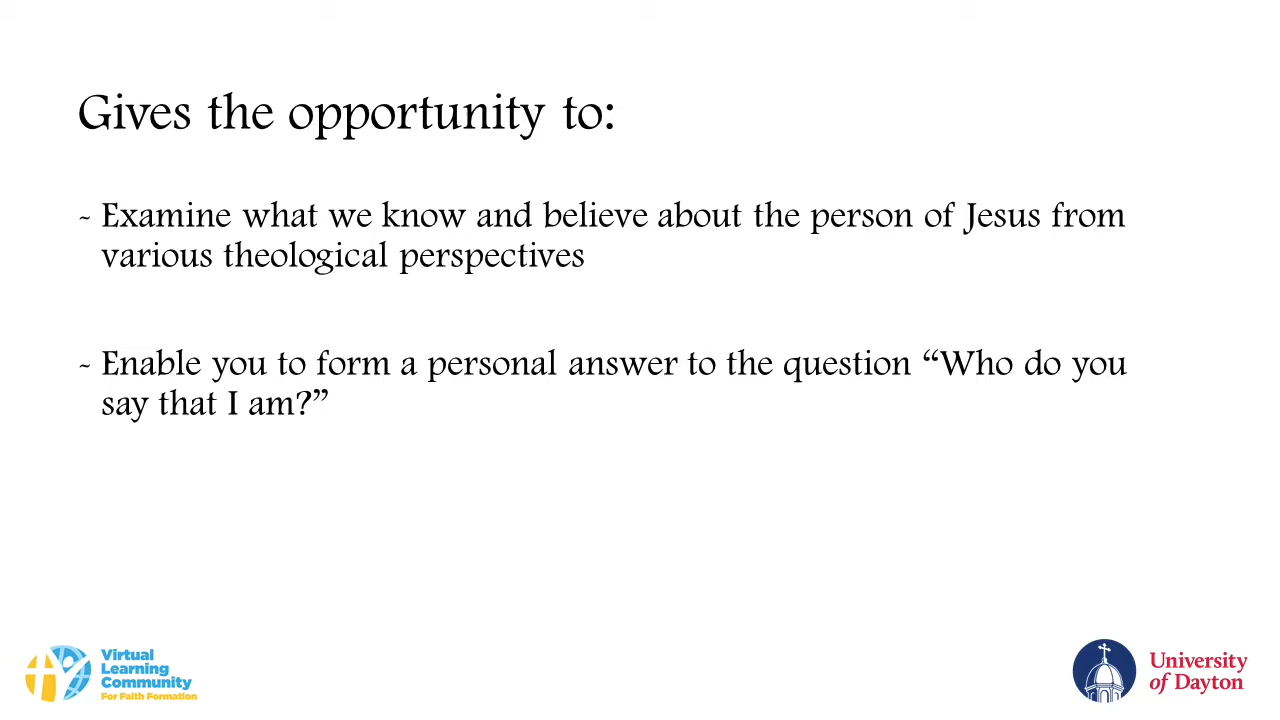 Gives the opportunity to:
- Examine what we know and believe about the person of Jesus from
various theological perspectives
- Enable you to form a personal answer to the question “Who do you
say that I am?”
Virtual
Learning
Community
For Faith Formation
University
of Dayton